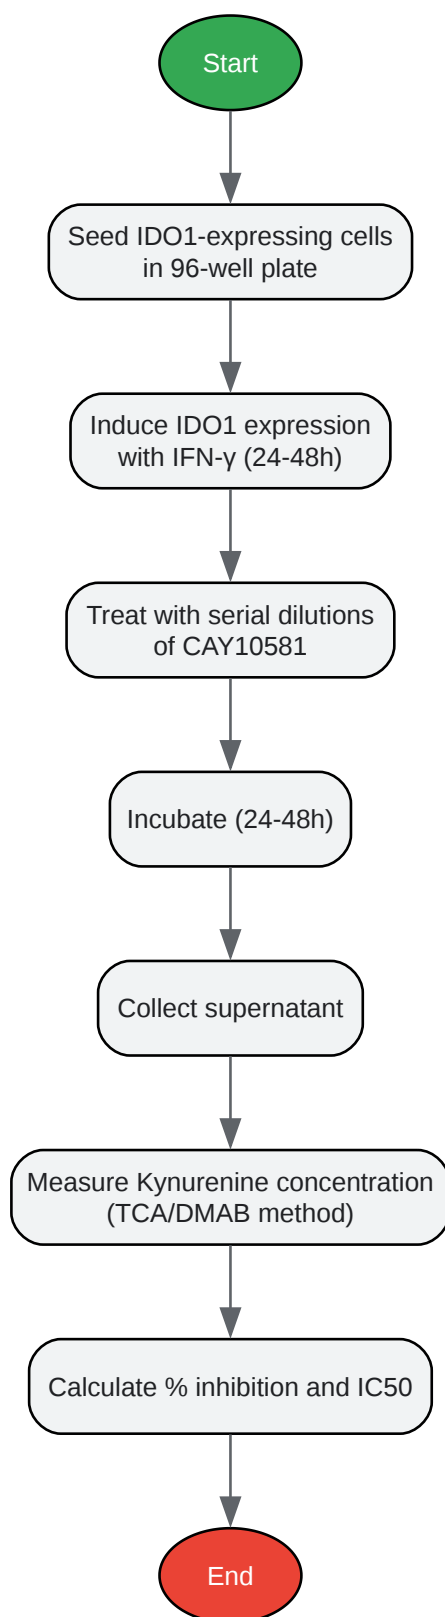 Start
Seed IDO1-expressing cells
in 96-well plate
Induce IDO1 expression
with IFN-γ (24-48h)
Treat with serial dilutions
of CAY10581
Incubate (24-48h)
Collect supernatant
Measure Kynurenine concentration
(TCA/DMAB method)
Calculate % inhibition and IC50
End